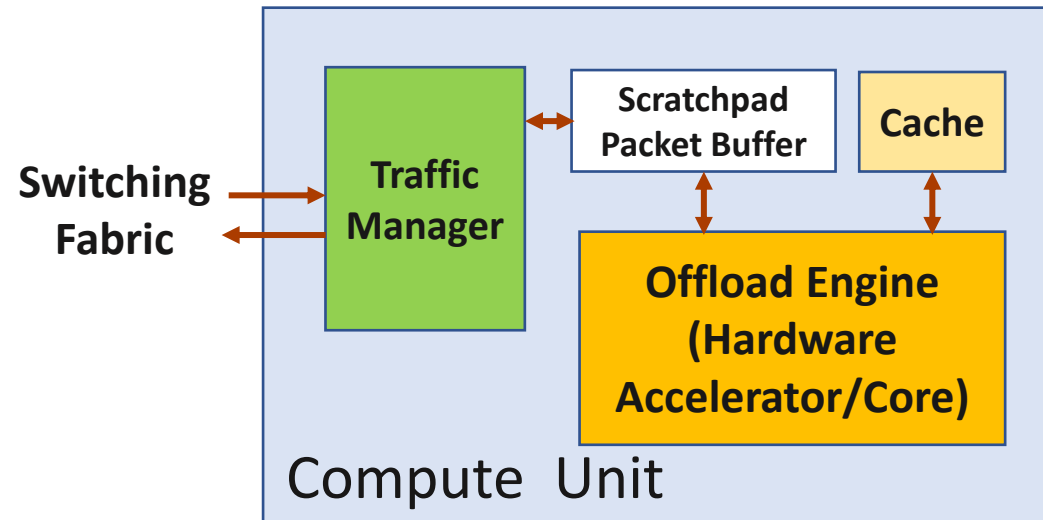 Switching
Fabric
Traffic
Manager
Scratchpad
Packet Buffer
Cache
Offload Engine
(Hardware
Accelerator/Core)
Compute Unit